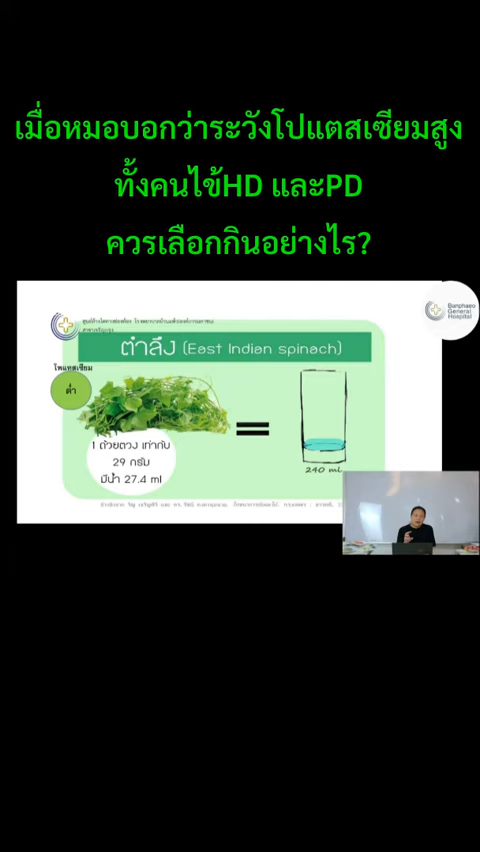 เมื่อหมอบอกว่าระวังโปแตสเซียมสูง
ทั้งคนไข้HD และPD
ควรเลือกกินอย่างไร?
Banphaeo
General
Hospital
ตำลึง (East Indian spinach)
โพแทสเซียม
ต่ำ
1 ถ้วยตวง เท่ากับ
29 กรัม
มีน้ำ 27.4 ml
=
240 ml